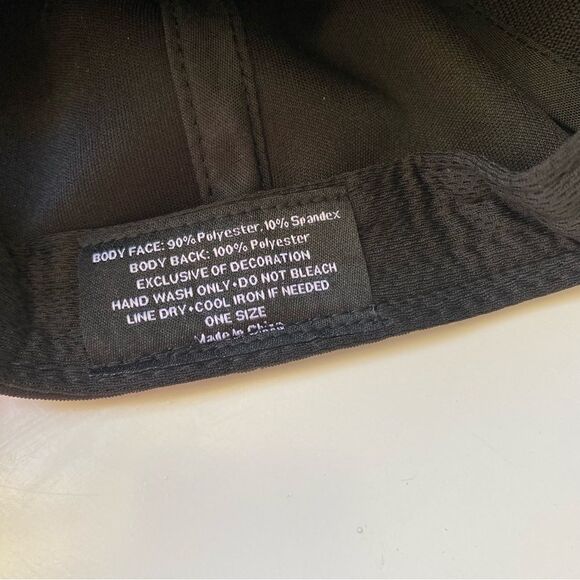 BODY FACE: 90% Polyester, 10% Spandex
BODY BACK: 100% Polyester
EXCLUSIVE OF DECORATION
HAND WASH ONLY•DO NOT BLEACH
LINE DRY•COOL IRON IF NEEDED
ONE SIZE
Made In China